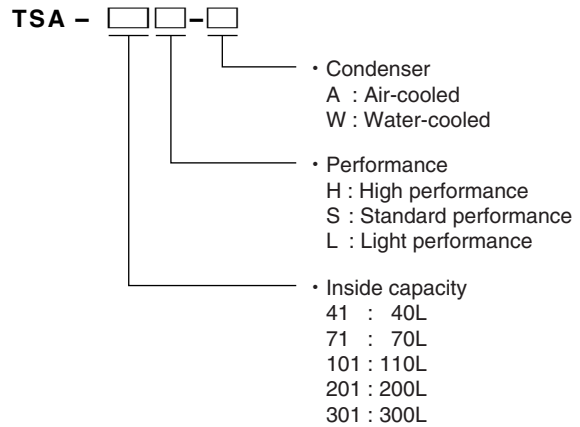 TSA – □□-□
・Condenser
A : Air-cooled
W : Water-cooled
・Performance
H : High performance
S : Standard performance
L : Light performance
・Inside capacity
41 : 40L
71 : 70L
101 : 110L
201 : 200L
301 : 300L